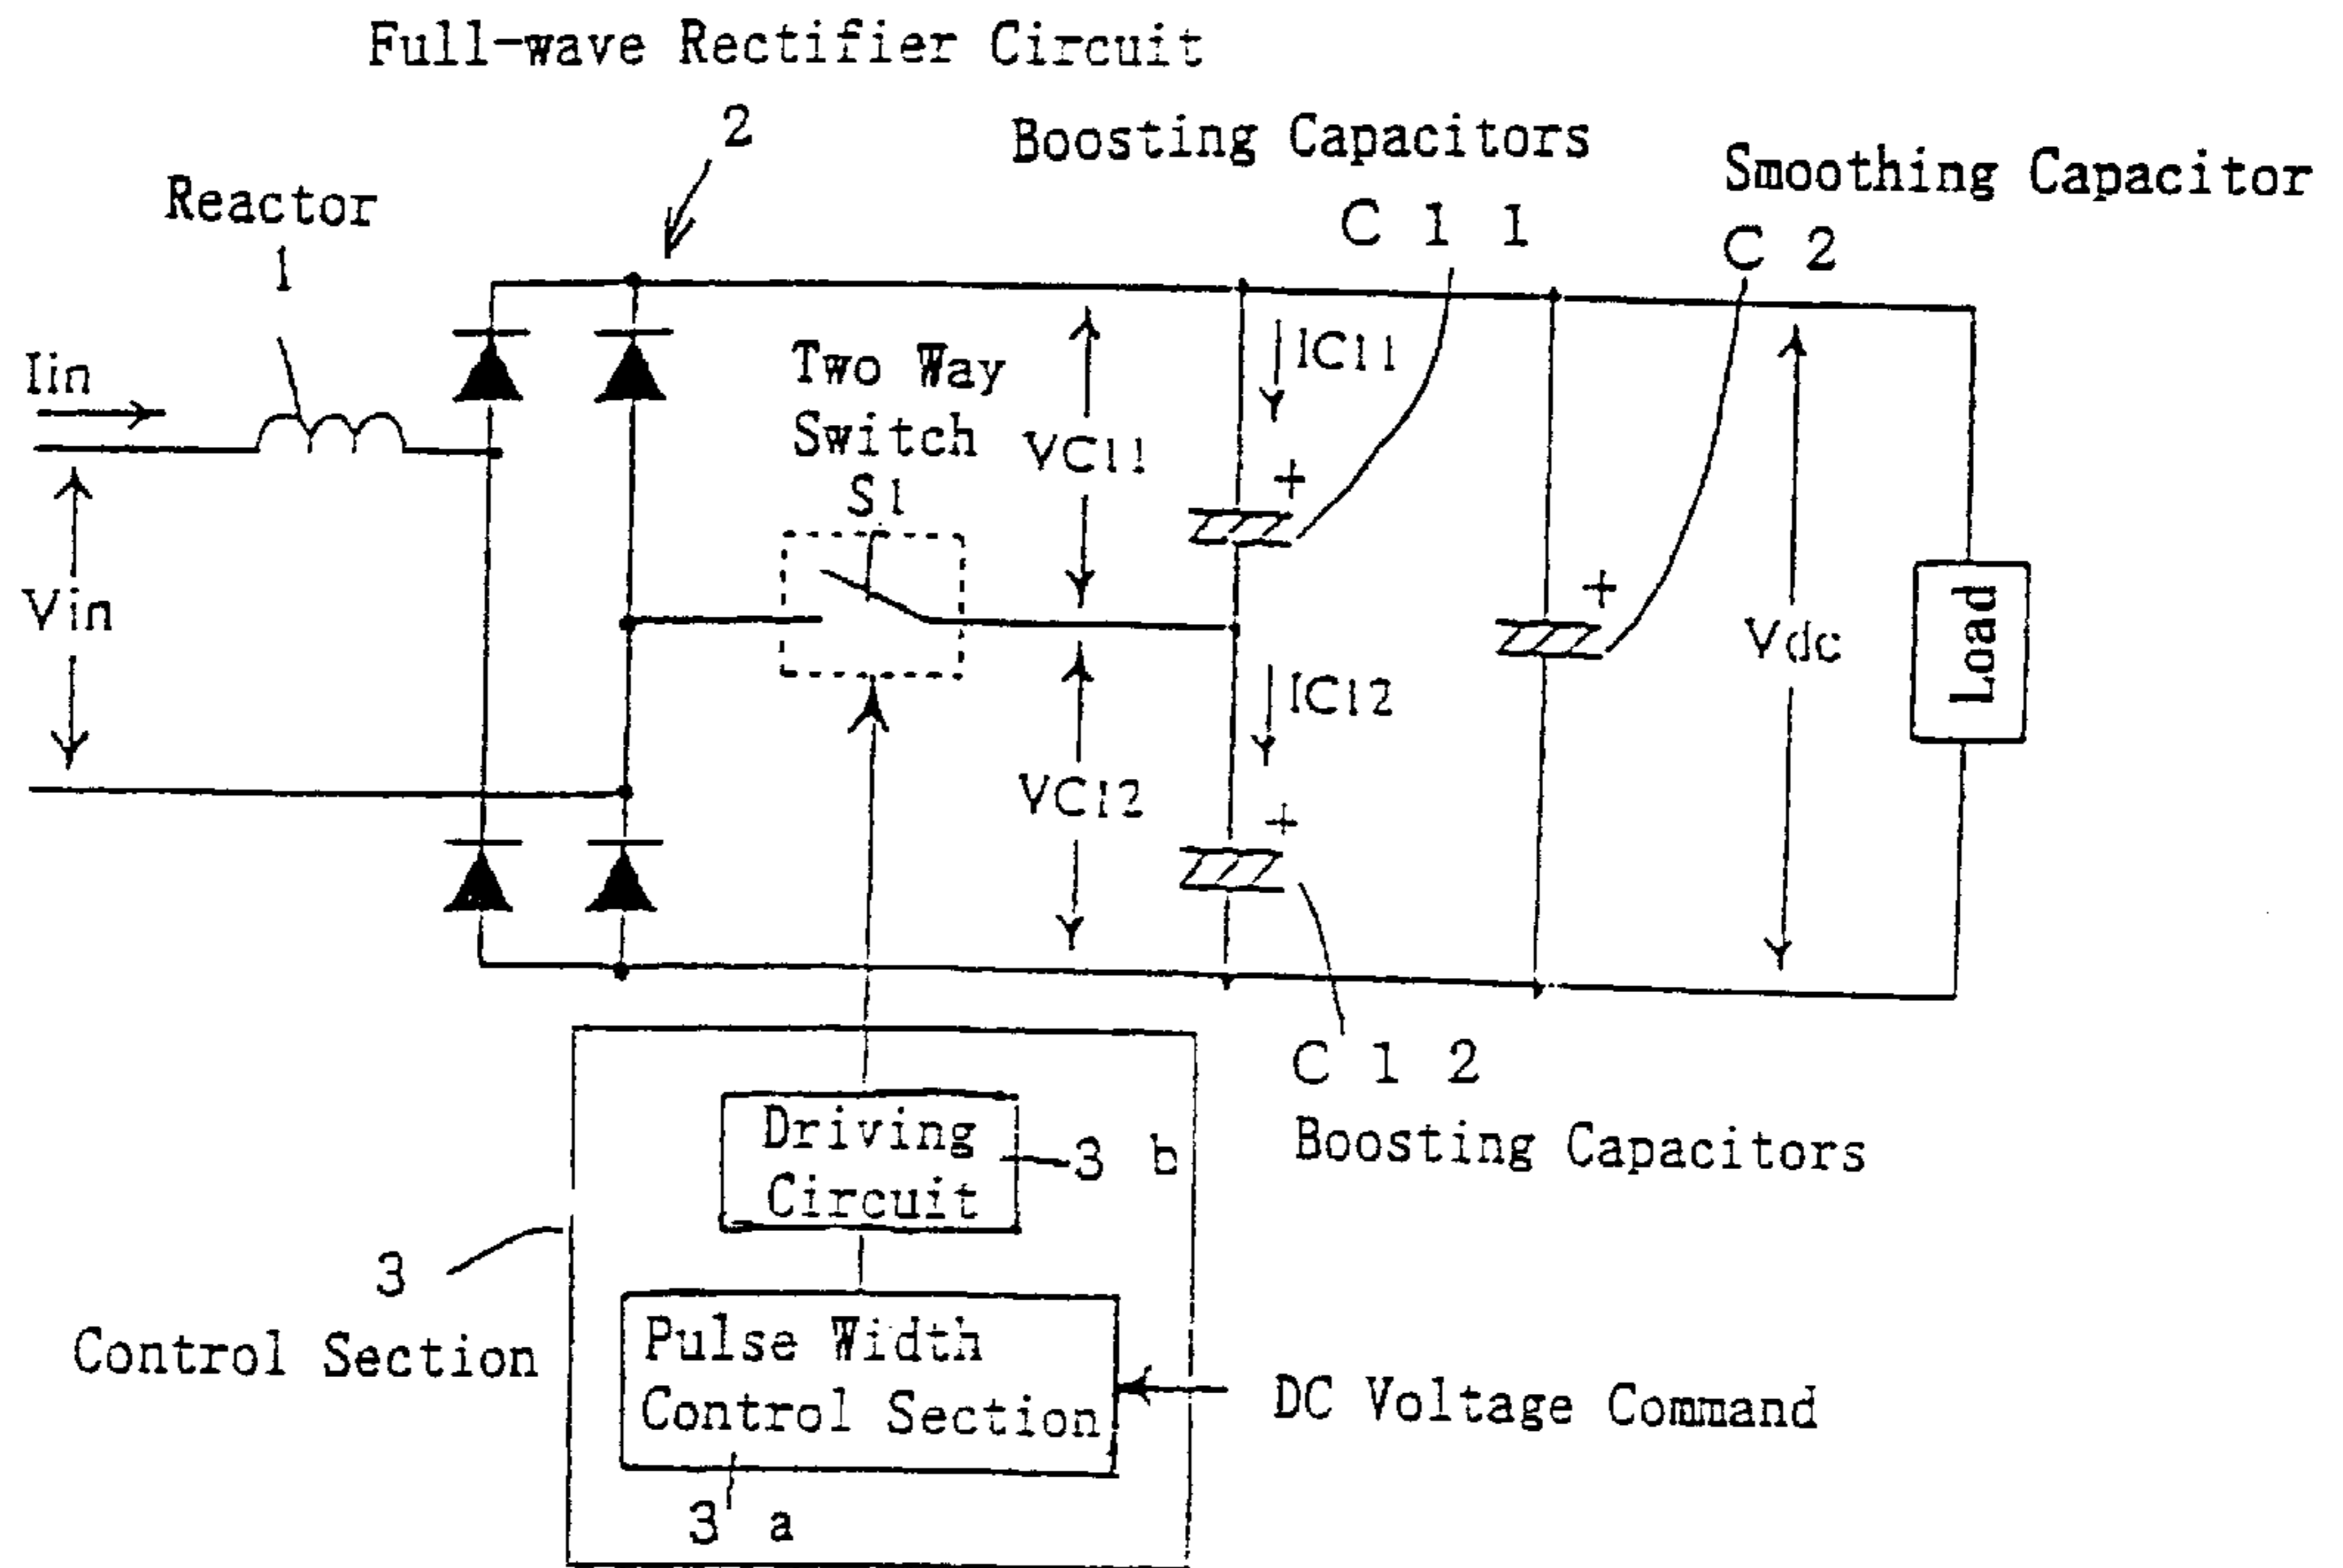 Full-wave Rectifier Circuit
2
Boosting Capacitors
C 1 1
Smoothing Capacitor
C 2
Reactor
1
Iin
Vin
Two Way
Switch
S1
VC11
IC11
+
VC12
IC12
+
+
Vdc
Load
C 1 2
Boosting Capacitors
Driving
Circuit
3 b
3
Control Section
Pulse Width
Control Section
3 a
DC Voltage Command